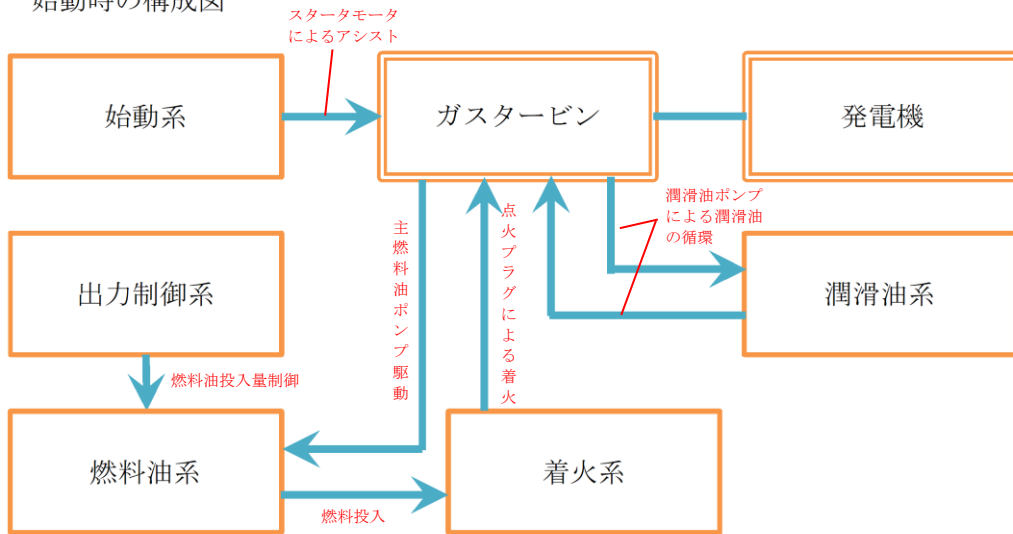 始動時の構成図
スタータモータ
によるアシスト
始動系
ガスタービン
発電機
主燃料油ポンプ駆動
点火プラグによる着火
潤滑油ポンプ
による潤滑油
の循環
出力制御系
潤滑油系
燃料油投入量制御
燃料油系
着火系
燃料投入